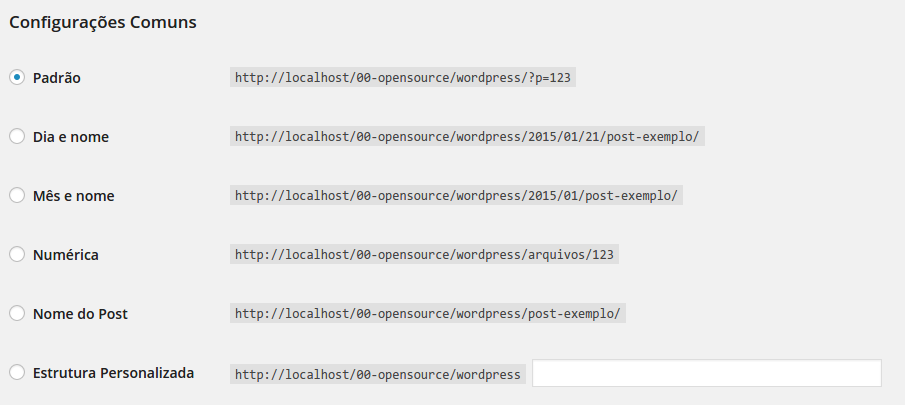 Configurações Comuns
Padrão http://localhost/00-opensource/wordpress/?p=123
Dia e nome http://localhost/00-opensource/wordpress/2015/01/21/post-exemplo/
Mês e nome http://localhost/00-opensource/wordpress/2015/01/post-exemplo/
Numérica http://localhost/00-opensource/wordpress/arquivos/123
Nome do Post http://localhost/00-opensource/wordpress/post-exemplo/
Estrutura Personalizada http://localhost/00-opensource/wordpress